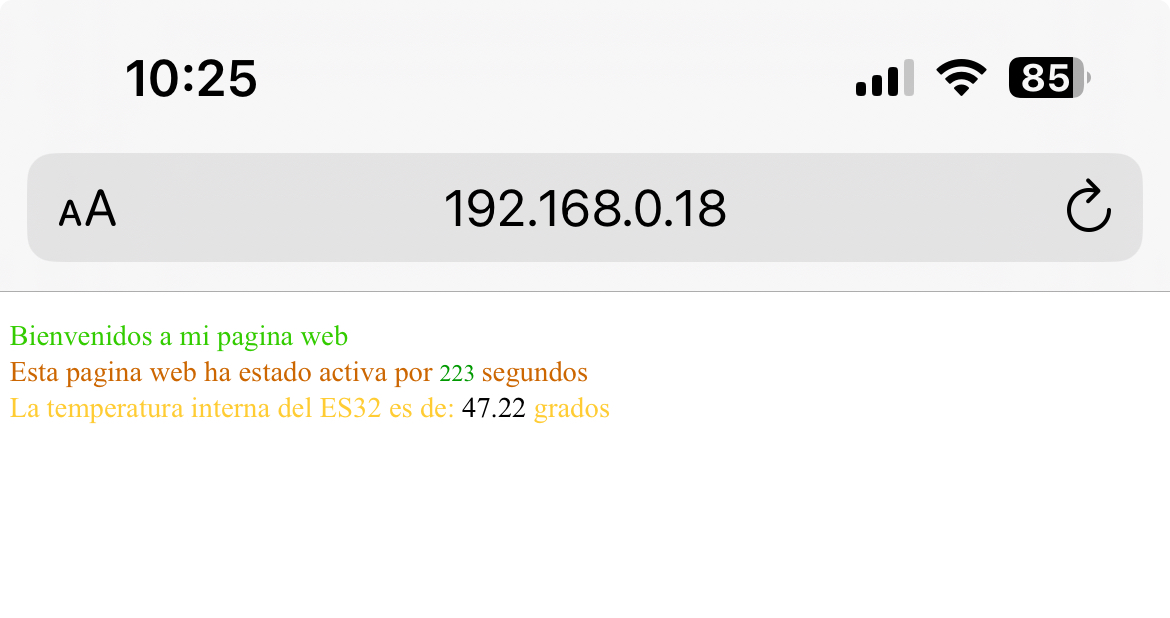 10:25
85
AA
192.168.0.18
Bienvenidos a mi pagina web
Esta pagina web ha estado activa por 223 segundos
La temperatura interna del ES32 es de: 47.22 grados